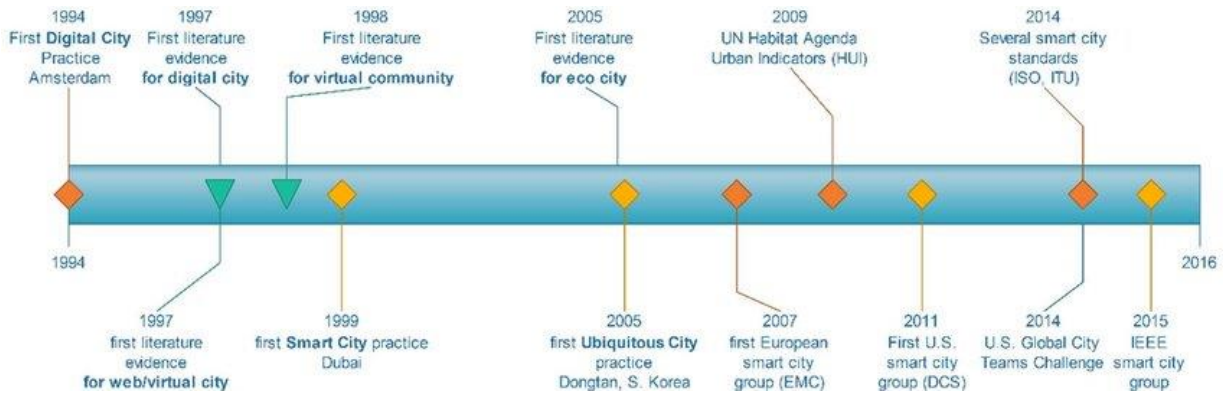 1994
First Digital City
Practice
Amsterdam
1997
First literature
evidence
for digital city
1998
First literature
evidence
for virtual community
2005
First literature
evidence
for eco city
2009
UN Habitat Agenda
Urban Indicators (HUI)
2014
Several smart city
standards
(ISO, ITU)
1994
2016
1997
first literature
evidence
for web/virtual city
1999
first Smart City practice
Dubai
2005
first Ubiquitous City
practice
Dongtan, S. Korea
2007
first European
smart city
group (EMC)
2011
First U.S.
smart city
group (DCS)
2014
U.S. Global City
Teams Challenge
2015
IEEE
smart city
group